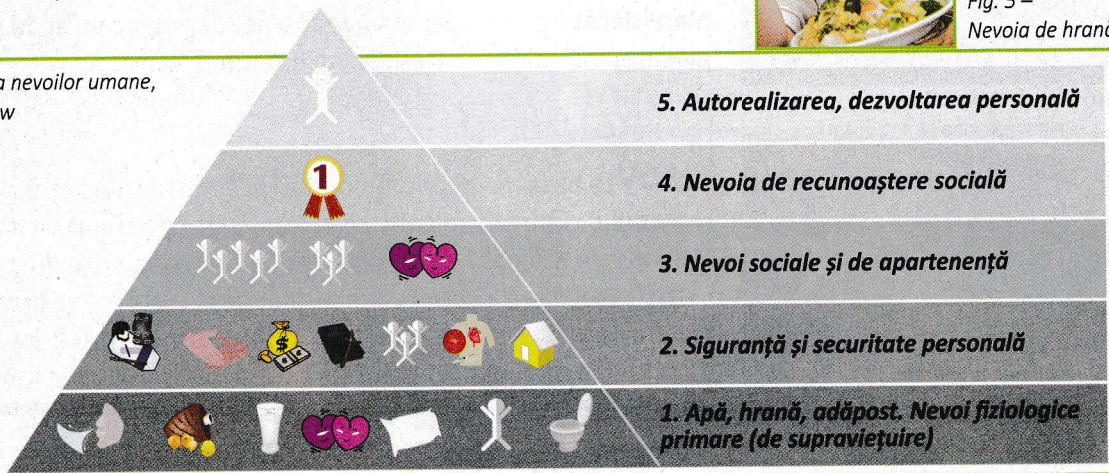 Fig. 5 –
Nevoia de hrană
a nevoilor umane,
5. Autorealizarea, dezvoltarea personală
1
4. Nevoia de recunoaștere socială
3. Nevoi sociale și de apartenență
$
2. Siguranță și securitate personală
1. Apă, hrană, adăpost. Nevoi fiziologice
primare (de supraviețuire)